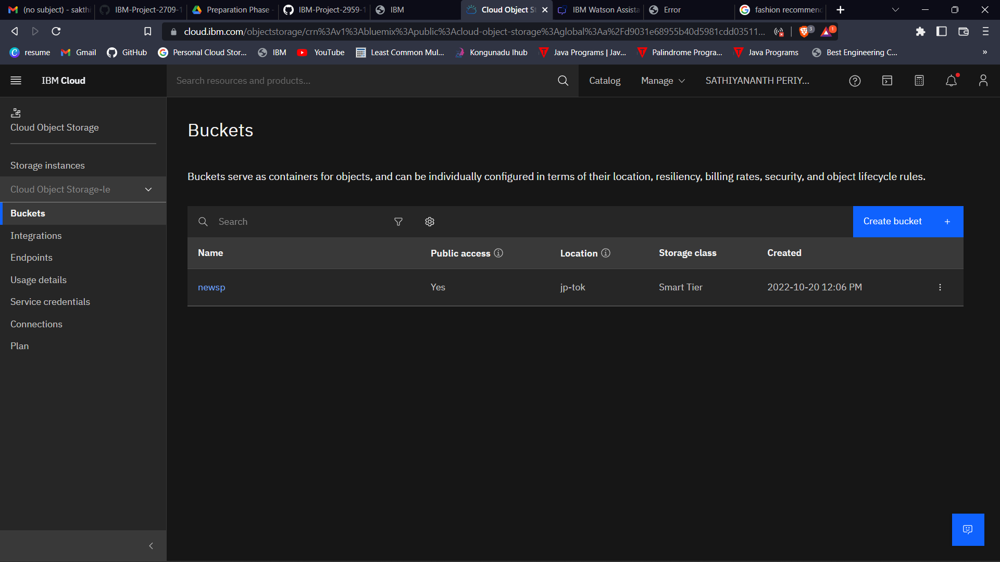 (no subject) - sakthi
IBM-Project-2709-1
Preparation Phase -
IBM-Project-2959-1
IBM
Cloud Object St
IBM Watson Assista
Error
fashion recommend
cloud.ibm.com/objectstorage/crn%3Av1%3Abluemix%3Apublic%3Acloud-object-storage%3Aglobal%3Aa%2Fd9031e68955b40d5981cdd03511...
3
1
resume
Gmail
GitHub
Personal Cloud Stor...
IBM
YouTube
Least Common Mul...
Kongunadu Ihub
Java Programs | Jav...
Palindrome Progra...
Java Programs
Best Engineering C...
»
IBM Cloud
Search resources and products...
Catalog
Manage
SATHIYANANTH PERIY...
Cloud Object Storage
Storage instances
Cloud Object Storage-le
Buckets
Integrations
Endpoints
Usage details
Service credentials
Connections
Plan
Buckets
Buckets serve as containers for objects, and can be individually configured in terms of their location, resiliency, billing rates, security, and object lifecycle rules.
Search
Create bucket +
Name Public access Location Storage class Created
newsp Yes jp-tok Smart Tier 2022-10-20 12:06 PM